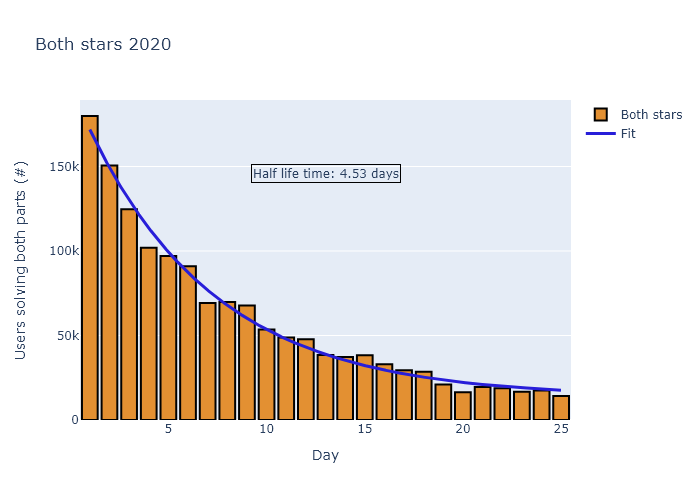 Both stars 2020
Both stars
Fit
Half life time: 4.53 days
Users solving both parts (#)
150k
100k
50k
0
5
10
15
20
25
Day